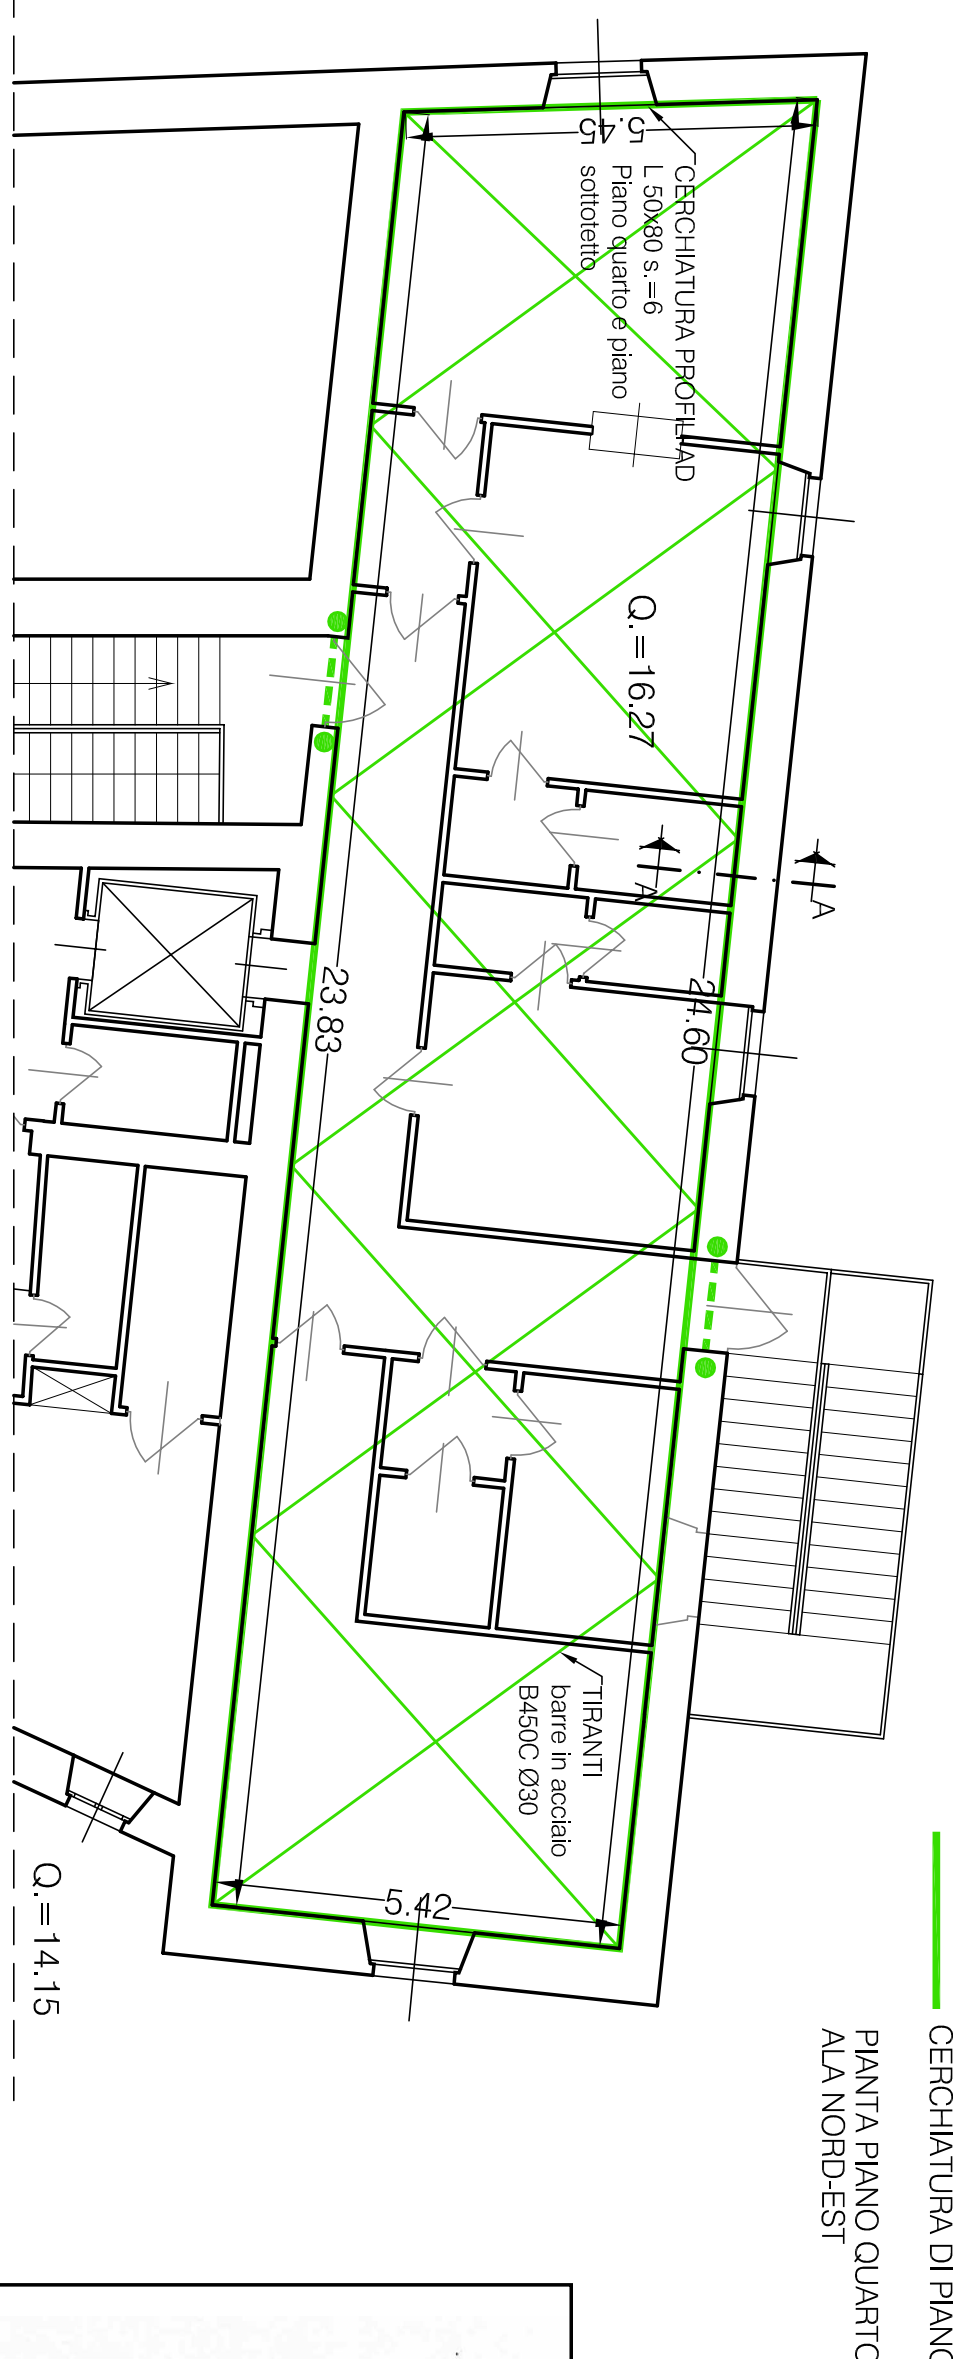 5.45
CERCHIATURA PROFILI AD
L 50x80 s.=6
Piano quarto e piano
sottotetto
Q.=16.27
A
A
23.83
24.60
TIRANTI
barre in acciaio
B450C Ø30
5.42
Q.=14.15
CERCHIATURA DI PIANO
PIANTA PIANO QUARTO
ALA NORD-EST